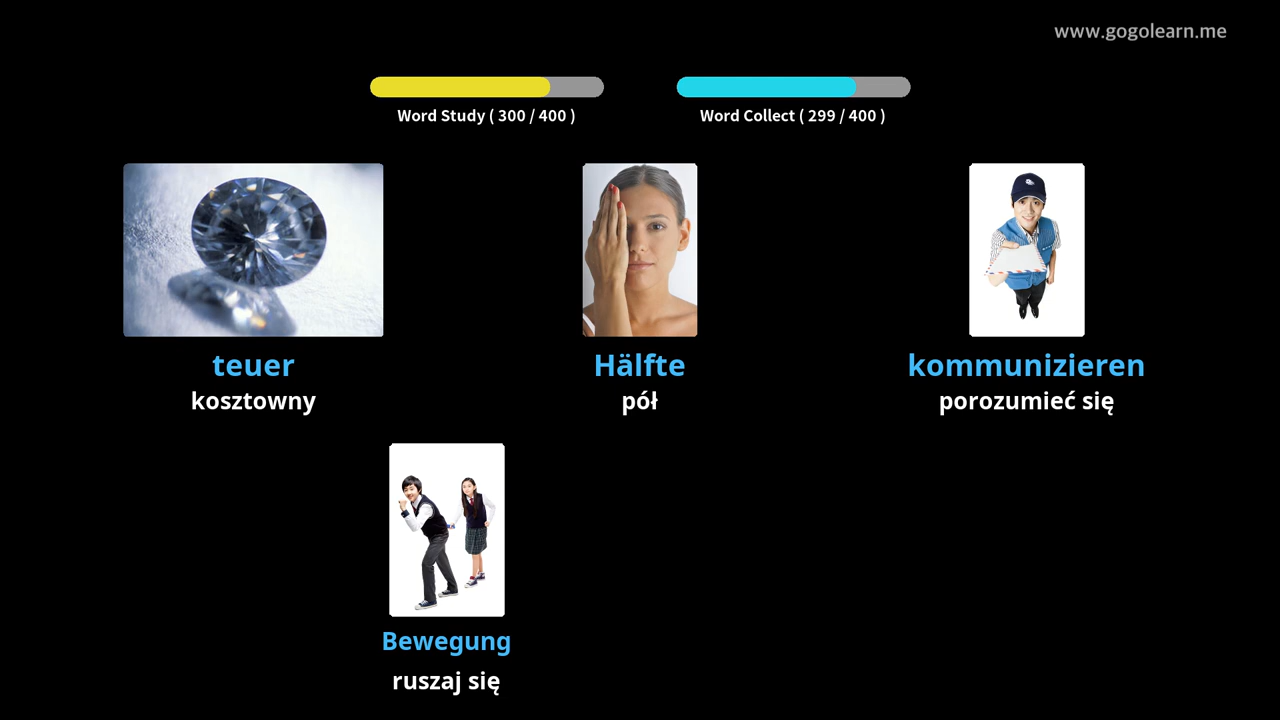 www.gogolearn.me
Word Study ( 300 / 400 )
Word Collect ( 299 / 400 )
teuer
kosztowny
Hälfte
pół
kommunizieren
porozumieć się
Bewegung
ruszaj się